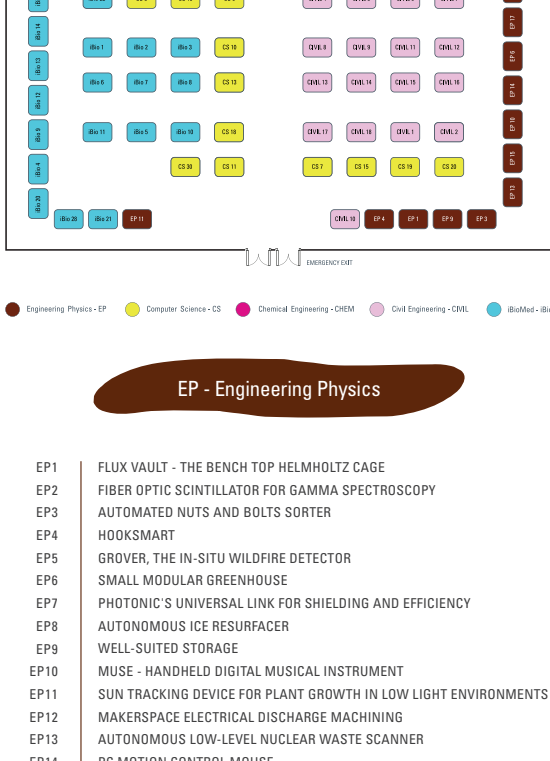 EP 17
iBio 14
iBio 1 iBio 2 iBio 3 CS 10 CIVIL 8 CIVIL 9 CIVIL 11 CIVIL 12
iBio 13 EP 6
iBio 6 iBio 7 iBio 8 CS 13 CIVIL 13 CIVIL 14 CIVIL 15 CIVIL 16
iBio 12 EP 14
iBio 9 EP 10
iBio 11 iBio 5 iBio 10 CS 18 CIVIL 17 CIVIL 18 CIVIL 1 CIVIL 2
iBio 4 EP 15
CS 30 CS 11 CS 7 CS 15 CS 19 CS 20
iBio 20 EP 13
iBio 28 iBio 21 EP 11 CIVIL 10 EP 4 EP 1 EP 9 EP 3
EMERGENCY EXIT
Engineering Physics - EP Computer Science - CS Chemical Engineering - CHEM Civil Engineering - CIVIL iBioMed - iBi
EP - Engineering Physics
EP1 FLUX VAULT - THE BENCH TOP HELMHOLTZ CAGE
EP2 FIBER OPTIC SCINTILLATOR FOR GAMMA SPECTROSCOPY
EP3 AUTOMATED NUTS AND BOLTS SORTER
EP4 HOOKSMART
EP5 GROVER, THE IN-SITU WILDFIRE DETECTOR
EP6 SMALL MODULAR GREENHOUSE
EP7 PHOTONIC'S UNIVERSAL LINK FOR SHIELDING AND EFFICIENCY
EP8 AUTONOMOUS ICE RESURFACER
EP9 WELL-SUITED STORAGE
EP10 MUSE - HANDHELD DIGITAL MUSICAL INSTRUMENT
EP11 SUN TRACKING DEVICE FOR PLANT GROWTH IN LOW LIGHT ENVIRONMENTS
EP12 MAKERSPACE ELECTRICAL DISCHARGE MACHINING
EP13 AUTONOMOUS LOW-LEVEL NUCLEAR WASTE SCANNER
EP14 PC MOTION CONTROL MOUSE